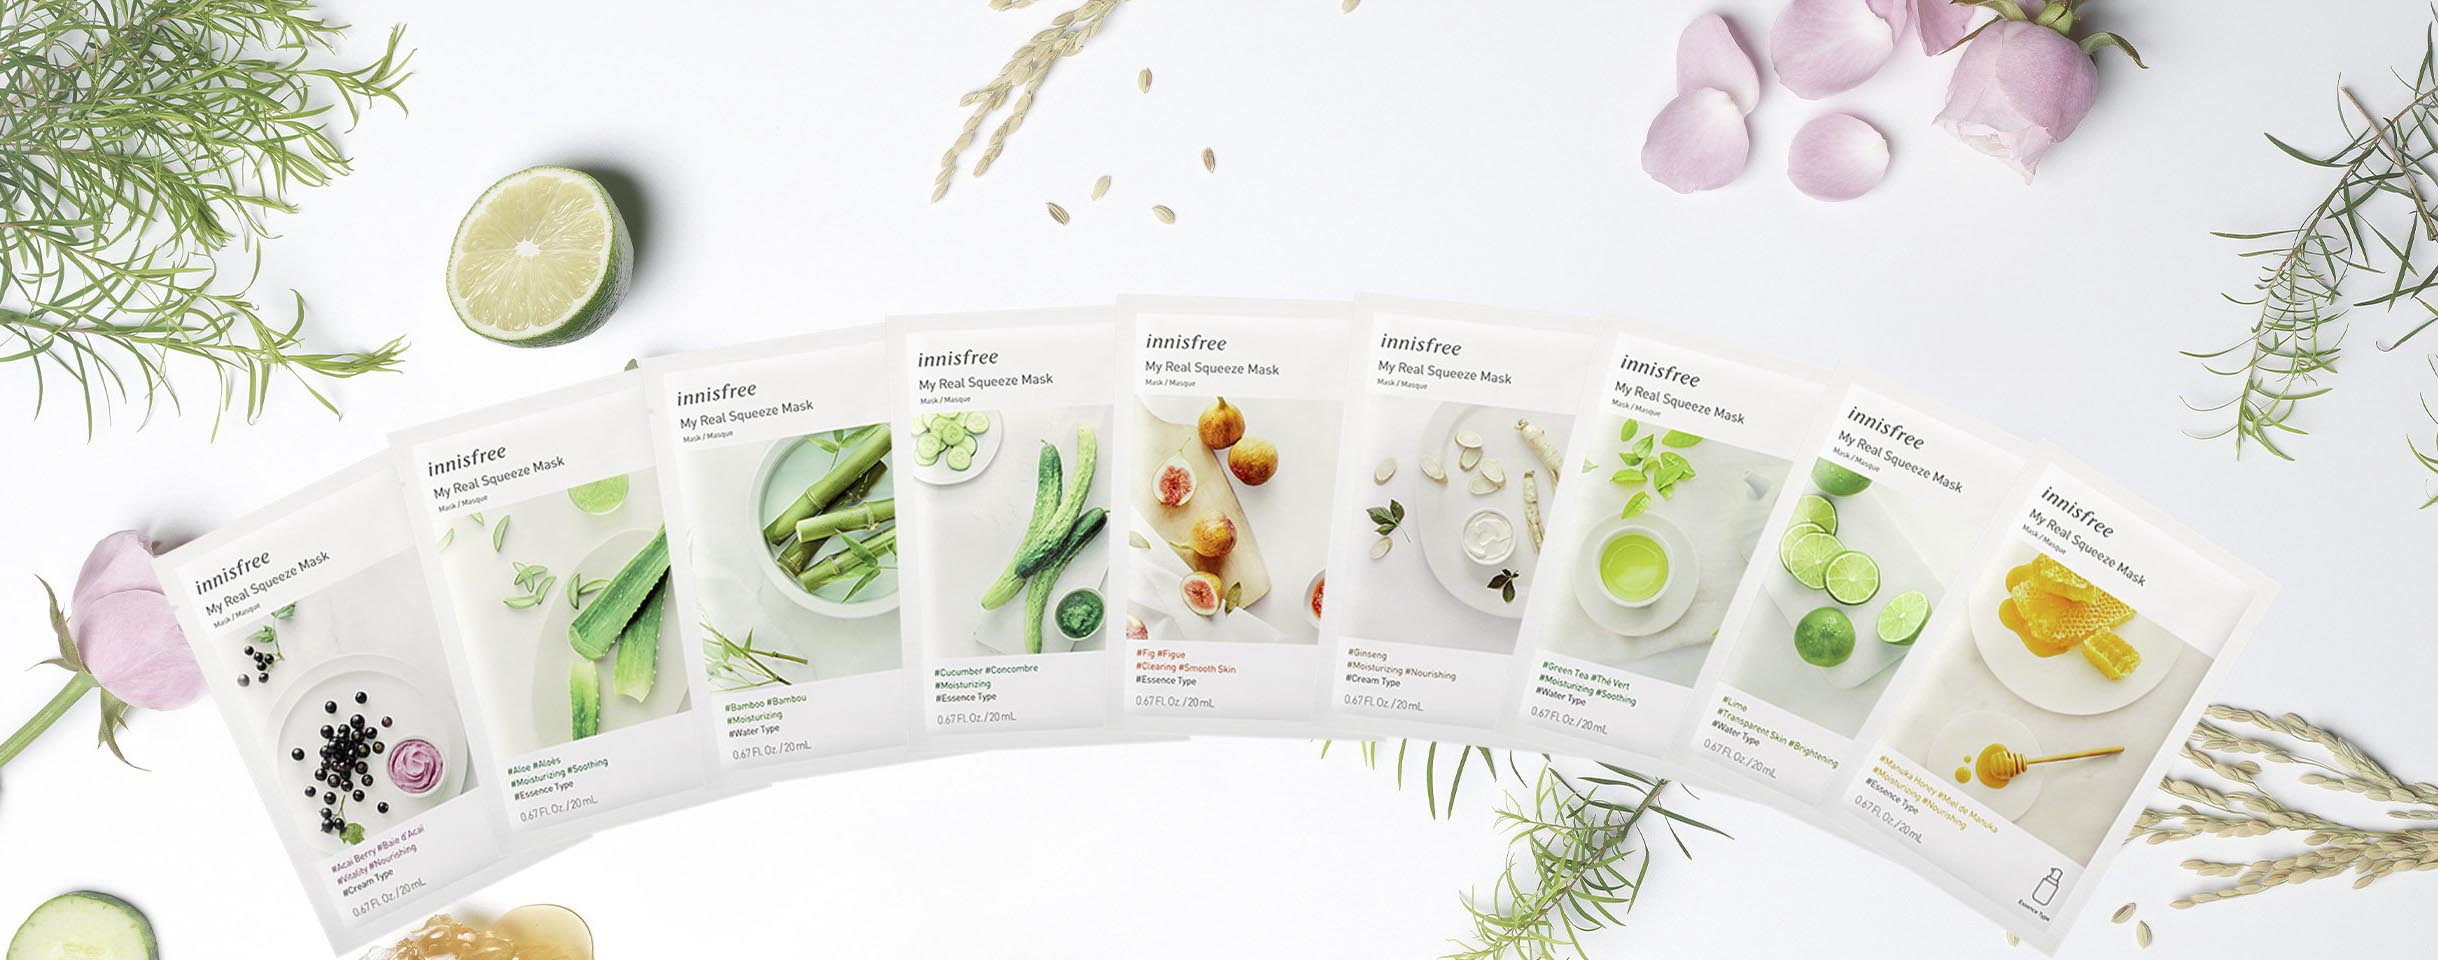 innisfree
My Real Squeeze Mask
Mask / Masque
#Acai Berry #Baie d'Acai
#Vitality #Nourishing
#Cream Type
0.67 FL Oz. / 20 mL
innisfree
My Real Squeeze Mask
Mask / Masque
#Aloe #Aloès
#Moisturizing #Soothing
#Essence Type
0.67 FL Oz. / 20 mL
innisfree
My Real Squeeze Mask
Mask / Masque
#Bamboo #Bambou
#Moisturizing
#Water Type
0.67 FL Oz. / 20 mL
innisfree
My Real Squeeze Mask
Mask / Masque
#Cucumber #Concombre
#Moisturizing
#Essence Type
0.67 FL Oz. / 20 mL
innisfree
My Real Squeeze Mask
Mask / Masque
#Fig #Figue
#Clearing #Smooth Skin
#Essence Type
0.67 FL Oz. / 20 mL
innisfree
My Real Squeeze Mask
Mask / Masque
#Ginseng
#Moisturizing #Nourishing
#Cream Type
0.67 FL Oz. / 20 mL
innisfree
My Real Squeeze Mask
Mask / Masque
#Green Tea #Thé Vert
#Moisturizing #Soothing
#Water Type
0.67 FL Oz. / 20 mL
innisfree
My Real Squeeze Mask
Mask / Masque
#Lime
#Transparent Skin #Brightening
#Water Type
0.67 FL Oz. / 20 mL
innisfree
My Real Squeeze Mask
Mask / Masque
#Manuka Honey #Miel de Manuka
#Moisturizing #Nourishing
#Essence Type
0.67 FL Oz. / 20 mL
Essence Type